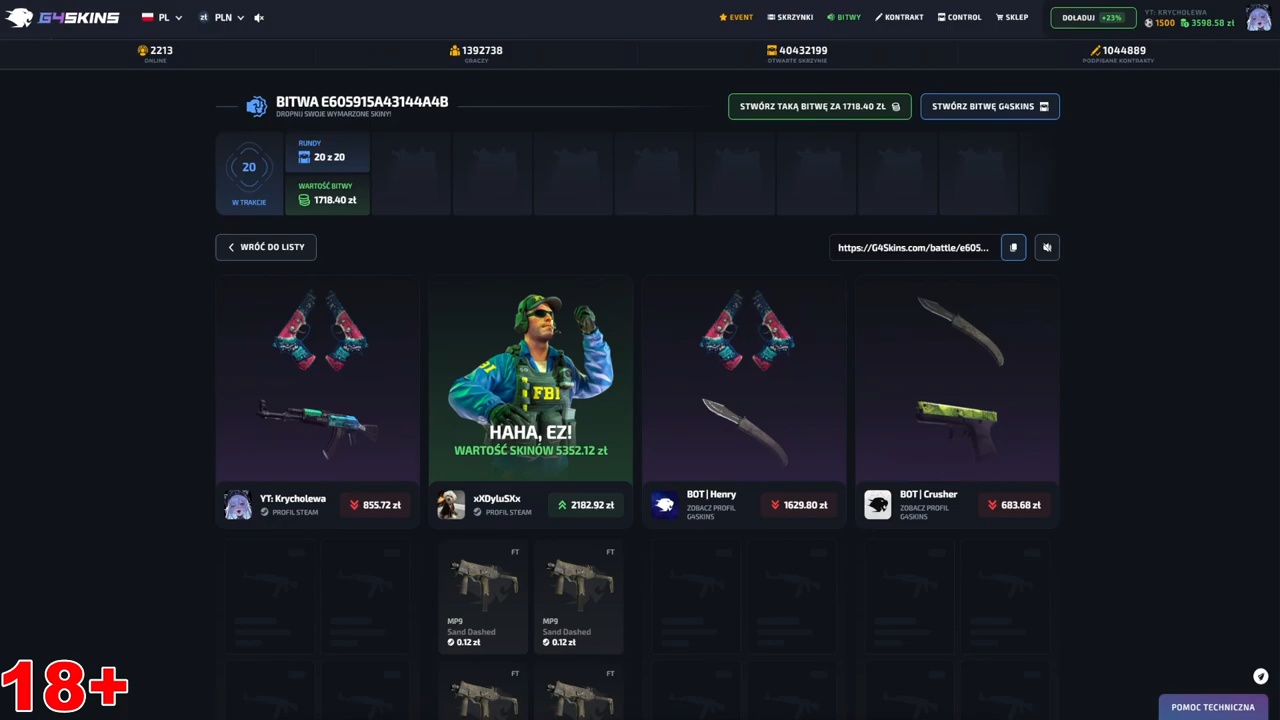 G4SKINS
PL
zł PLN
EVENT
SKRZYNKI
BITWY
KONTRAKT
CONTROL
SKLEP
DOŁADUJ +23%
YT: KRYCHOLEWA
1500 3598.58 zł
2213
ONLINE
1392738
GRACZY
40432199
OTWARTE SKRZYNIE
1044889
PODPISANE KONTRAKTY
BITWA E605915A43144A4B
DROPNIJ SWOJE WYMARZONE SKINY!
STWÓRZ TAKĄ BITWĘ ZA 1718.40 ZŁ
STWÓRZ BITWĘ G4SKINS
20
W TRAKCIE
RUNDY
20 z 20
WARTOŚĆ BITWY
1718.40 zł
WRÓĆ DO LISTY
https://G4Skins.com/battle/e605...
FBI
HAHA, EZ!
WARTOŚĆ SKINÓW 5352.12 zł
YT: Krycholewa
PROFIL STEAM
855.72 zł
xXDyluSXx
PROFIL STEAM
2182.92 zł
BOT | Henry
ZOBACZ PROFIL
G4SKINS
1629.80 zł
BOT | Crusher
ZOBACZ PROFIL
G4SKINS
683.68 zł
FT
MP9
Sand Dashed
0.12 zł
FT
MP9
Sand Dashed
0.12 zł
FT
FT
18+
POMOC TECHNICZNA